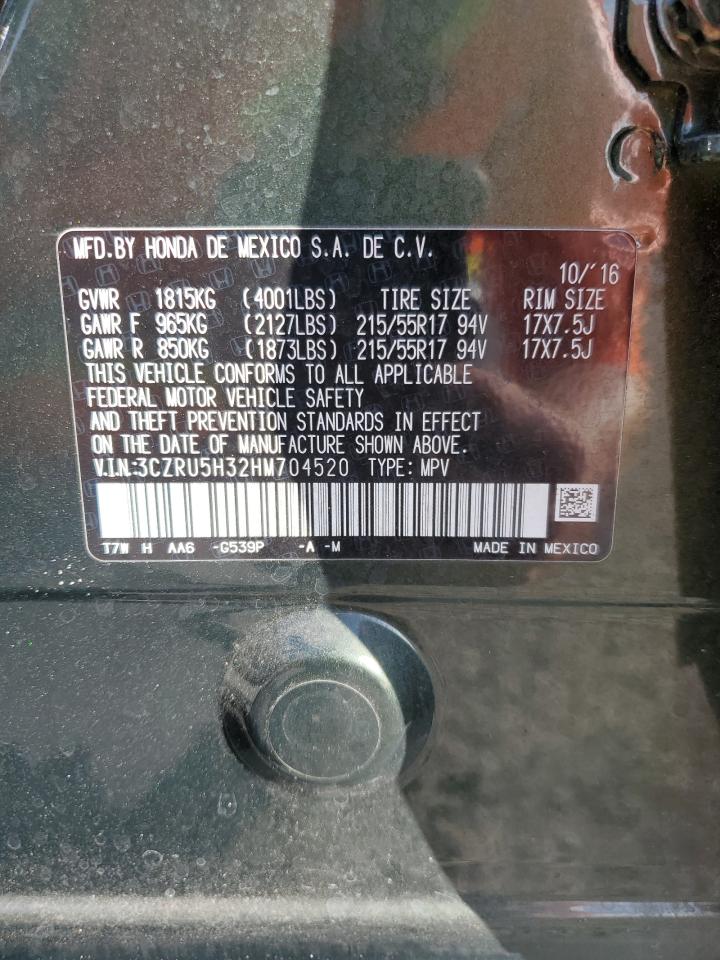 MFD.BY HONDA DE MEXICO S.A. DE C.V.
10/'16
GVWR 1815KG (4001LBS) TIRE SIZE RIM SIZE
GAWR F 965KG (2127LBS) 215/55R17 94V 17X7.5J
GAWR R 850KG (1873LBS) 215/55R17 94V 17X7.5J
THIS VEHICLE CONFORMS TO ALL APPLICABLE
FEDERAL MOTOR VEHICLE SAFETY
AND THEFT PREVENTION STANDARDS IN EFFECT
ON THE DATE OF MANUFACTURE SHOWN ABOVE.
V.I.N:3CZRU5H32HM704520 TYPE: MPV
T7W H AA6 -G539P -A -M MADE IN MEXICO